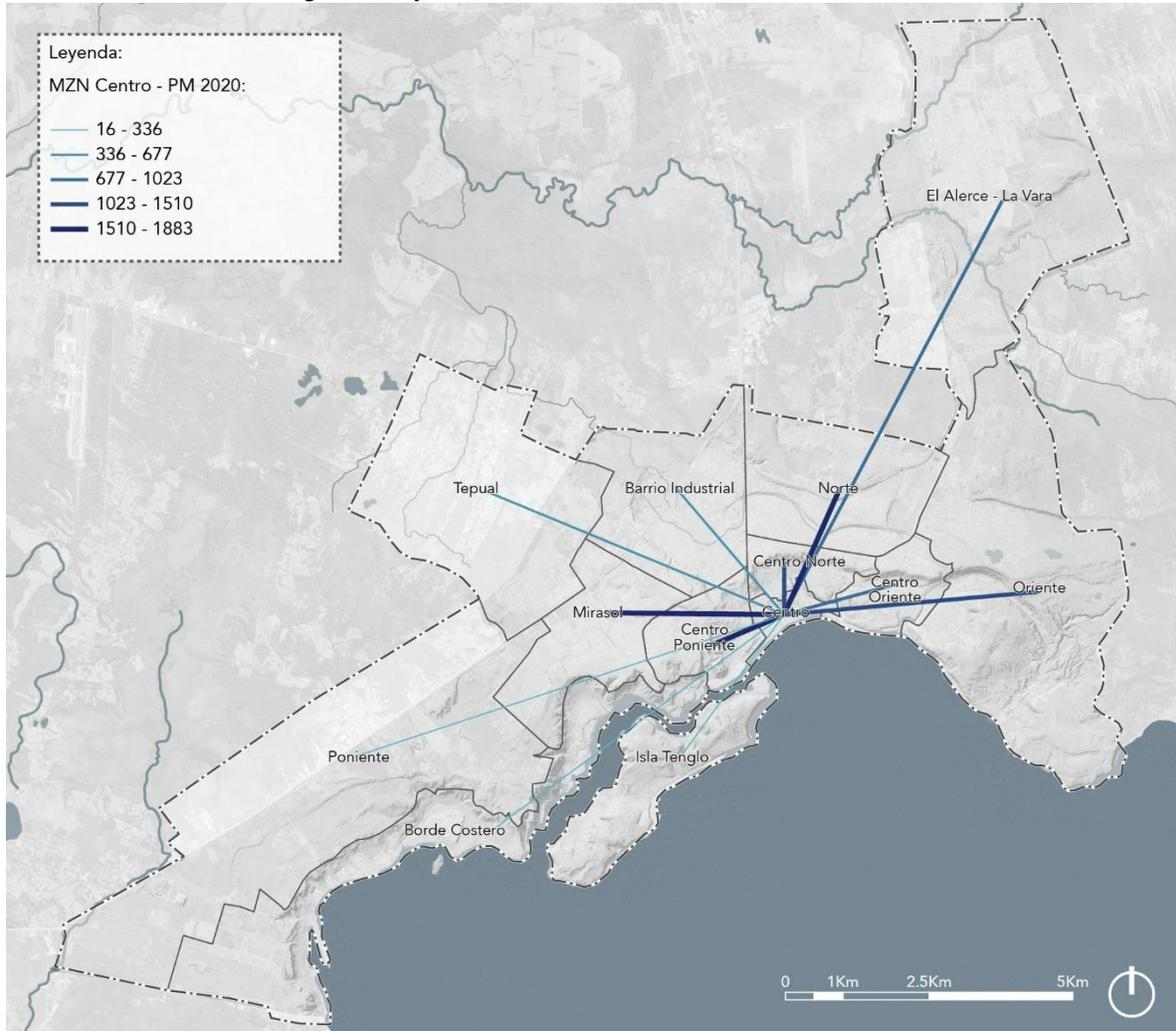 Leyenda:
MZN Centro - PM 2020:
16 - 336
336 - 677
677 - 1023
1023 - 1510
1510 - 1883
El Alerce - La Vara
Tepual
Barrio Industrial
Norte
Centro Norte
Centro
Oriente
Oriente
Mirasol
Centro
Centro
Poniente
Poniente
Isla Tenglo
Borde Costero
0 1Km 2.5Km 5Km